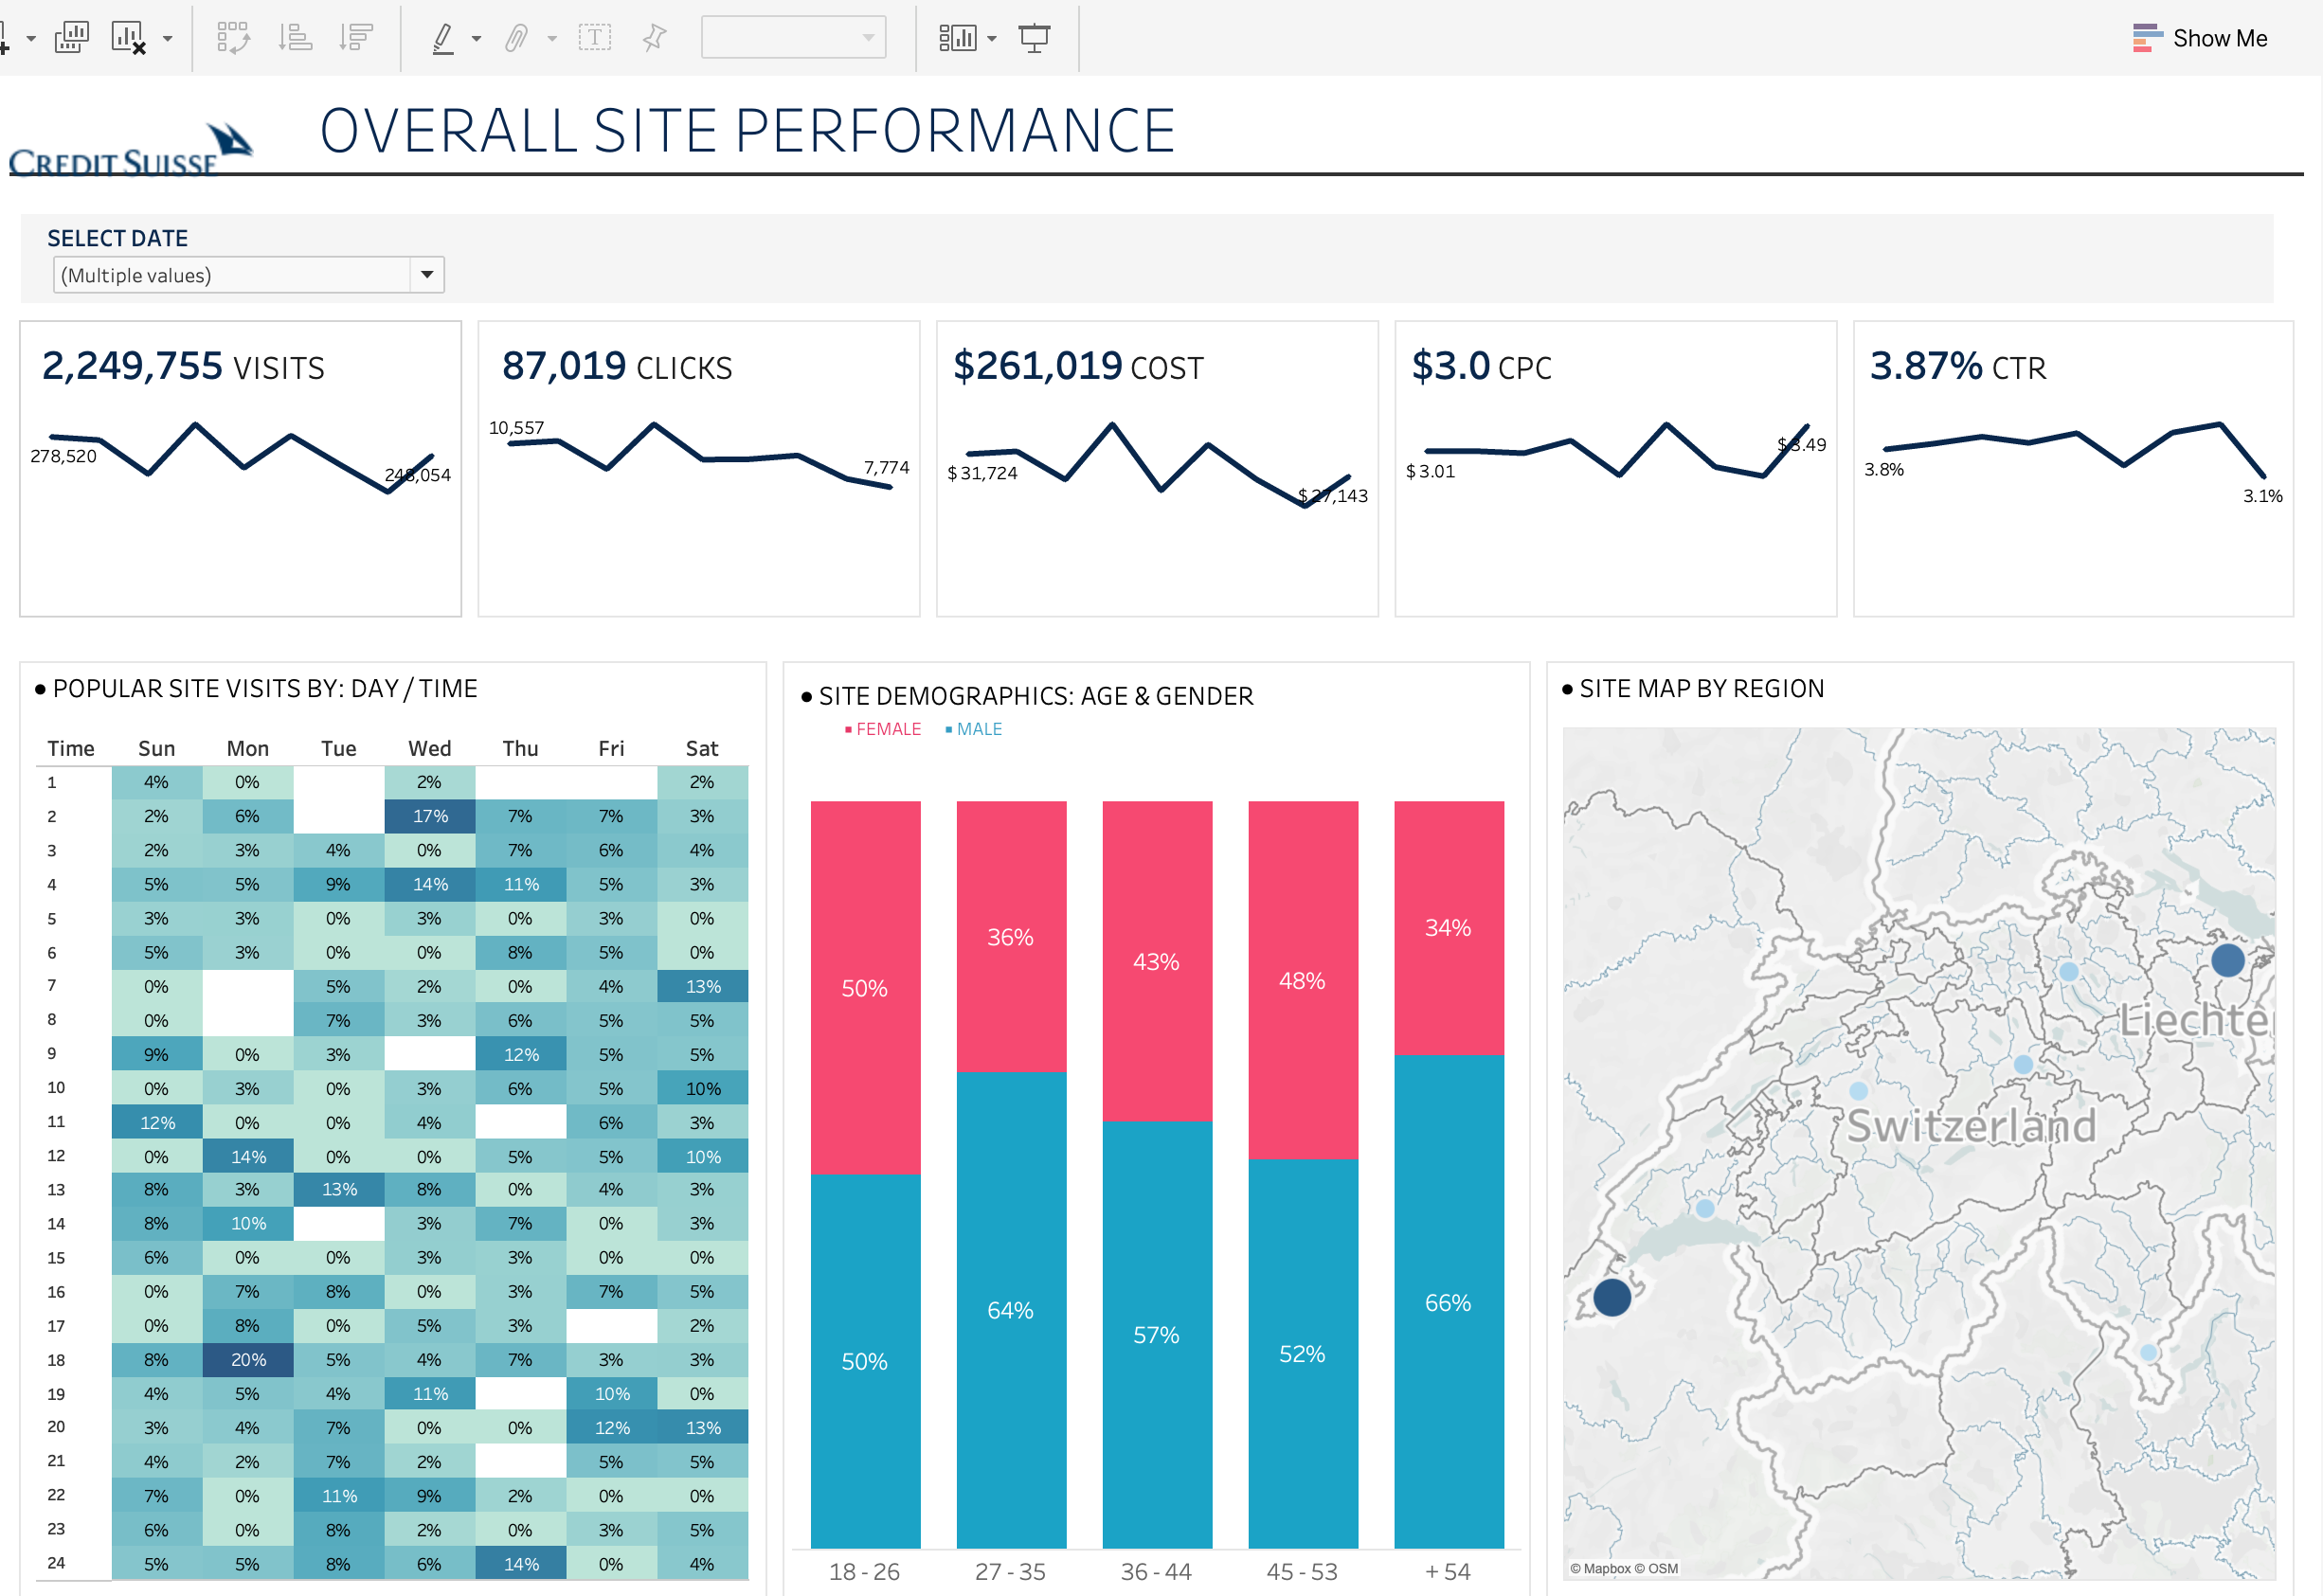 Show Me
CREDIT SUISSE
OVERALL SITE PERFORMANCE
SELECT DATE
(Multiple values)
2,249,755 VISITS
278,520
248,054
87,019 CLICKS
10,557
7,774
$261,019 COST
$ 31,724
$ 27,143
$3.0 CPC
$ 3.01
$ 3.49
3.87% CTR
3.8%
3.1%
• POPULAR SITE VISITS BY: DAY / TIME
Time Sun Mon Tue Wed Thu Fri Sat
1 4% 0% 2% 2%
2 2% 6% 17% 7% 7% 3%
3 2% 3% 4% 0% 7% 6% 4%
4 5% 5% 9% 14% 11% 5% 3%
5 3% 3% 0% 3% 0% 3% 0%
6 5% 3% 0% 0% 8% 5% 0%
7 0% 5% 2% 0% 4% 13%
8 0% 7% 3% 6% 5% 5%
9 9% 0% 3% 12% 5% 5%
10 0% 3% 0% 3% 6% 5% 10%
11 12% 0% 0% 4% 6% 3%
12 0% 14% 0% 0% 5% 5% 10%
13 8% 3% 13% 8% 0% 4% 3%
14 8% 10% 3% 7% 0% 3%
15 6% 0% 0% 3% 3% 0% 0%
16 0% 7% 8% 0% 3% 7% 5%
17 0% 8% 0% 5% 3% 2%
18 8% 20% 5% 4% 7% 3% 3%
19 4% 5% 4% 11% 10% 0%
20 3% 4% 7% 0% 0% 12% 13%
21 4% 2% 7% 2% 5% 5%
22 7% 0% 11% 9% 2% 0% 0%
23 6% 0% 8% 2% 0% 3% 5%
24 5% 5% 8% 6% 14% 0% 4%
• SITE DEMOGRAPHICS: AGE & GENDER
FEMALE MALE
50% 36% 43% 48% 34%
50% 64% 57% 52% 66%
18 - 26 27 - 35 36 - 44 45 - 53 + 54
• SITE MAP BY REGION
Liechte
Switzerland
© Mapbox © OSM